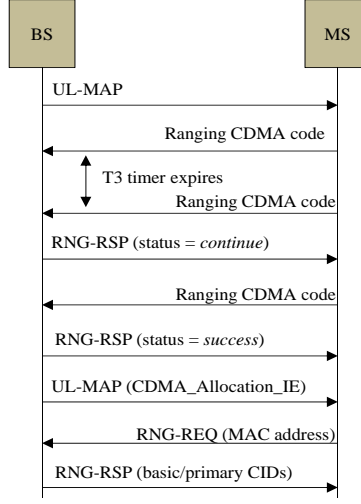 BS
MS
UL-MAP
Ranging CDMA code
T3 timer expires
Ranging CDMA code
RNG-RSP (status = continue)
Ranging CDMA code
RNG-RSP (status = success)
UL-MAP (CDMA_Allocation_IE)
RNG-REQ (MAC address)
RNG-RSP (basic/primary CIDs)